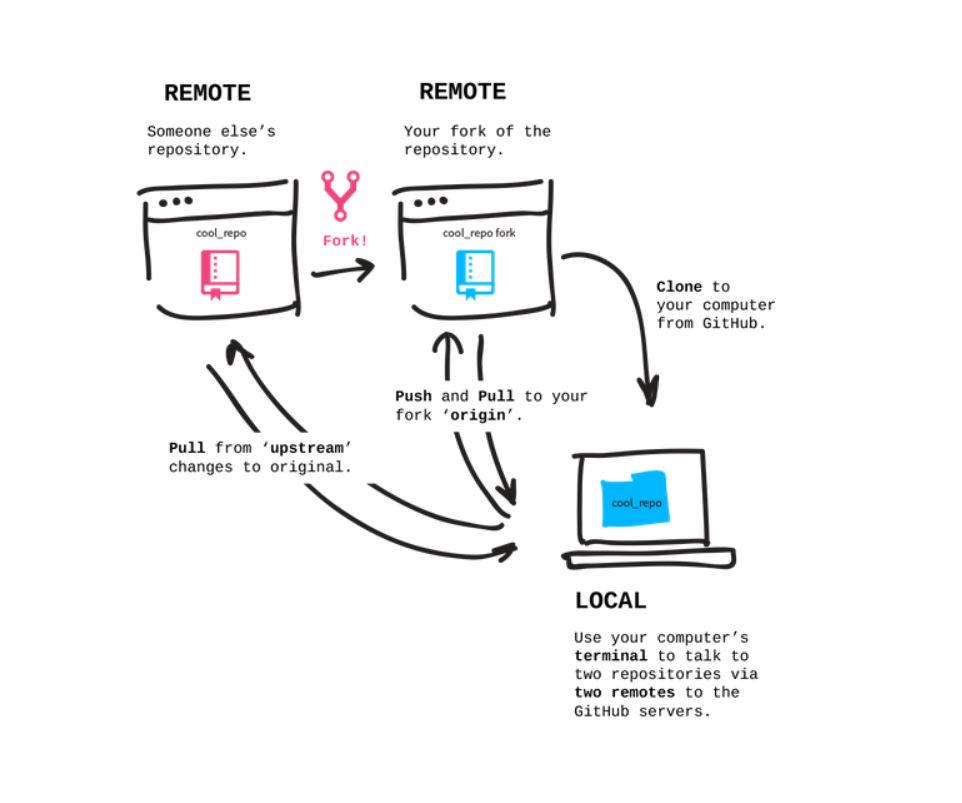 REMOTE
Someone else’s
repository.
cool_repo
Fork!
REMOTE
Your fork of the
repository.
cool_repo fork
Clone to
your computer
from GitHub.
Push and Pull to your
fork ‘origin’.
Pull from ‘upstream’
changes to original.
cool_repo
LOCAL
Use your computer’s
terminal to talk to
two repositories via
two remotes to the
GitHub servers.